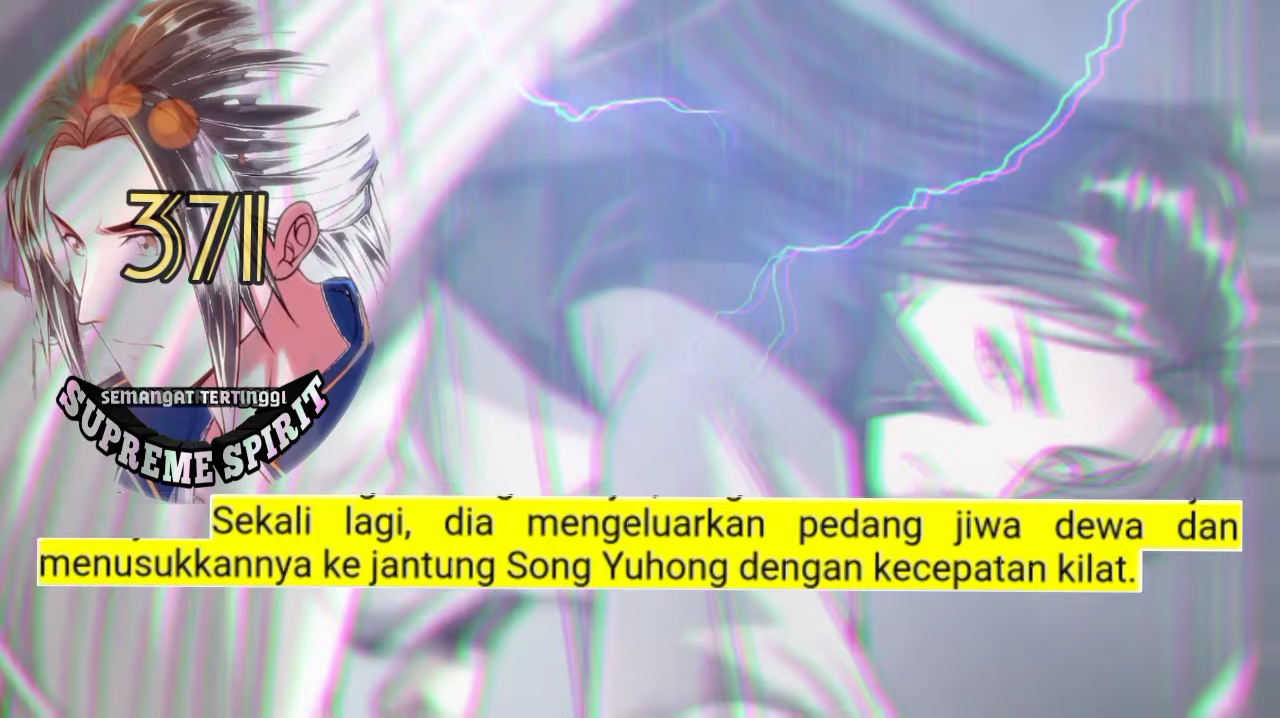 371
SEMANGAT TERTINGGI
SUPREME SPIRIT
Sekali lagi, dia mengeluarkan pedang jiwa dewa dan
menusukkannya ke jantung Song Yuhong dengan kecepatan kilat.